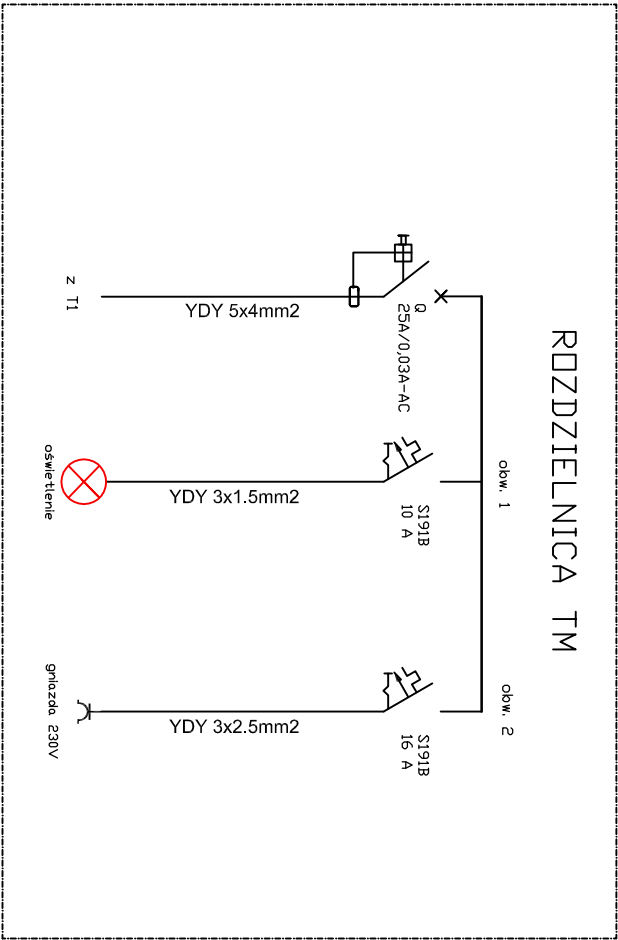 ROZDZIELNICA TM
obw. 1
obw. 2
Q
25A/0,03A-AC
S191B
10 A
S191B
16 A
YDY 5x4mm2
YDY 3x1.5mm2
YDY 3x2.5mm2
z T1
oświetlenie
gniazda 230V